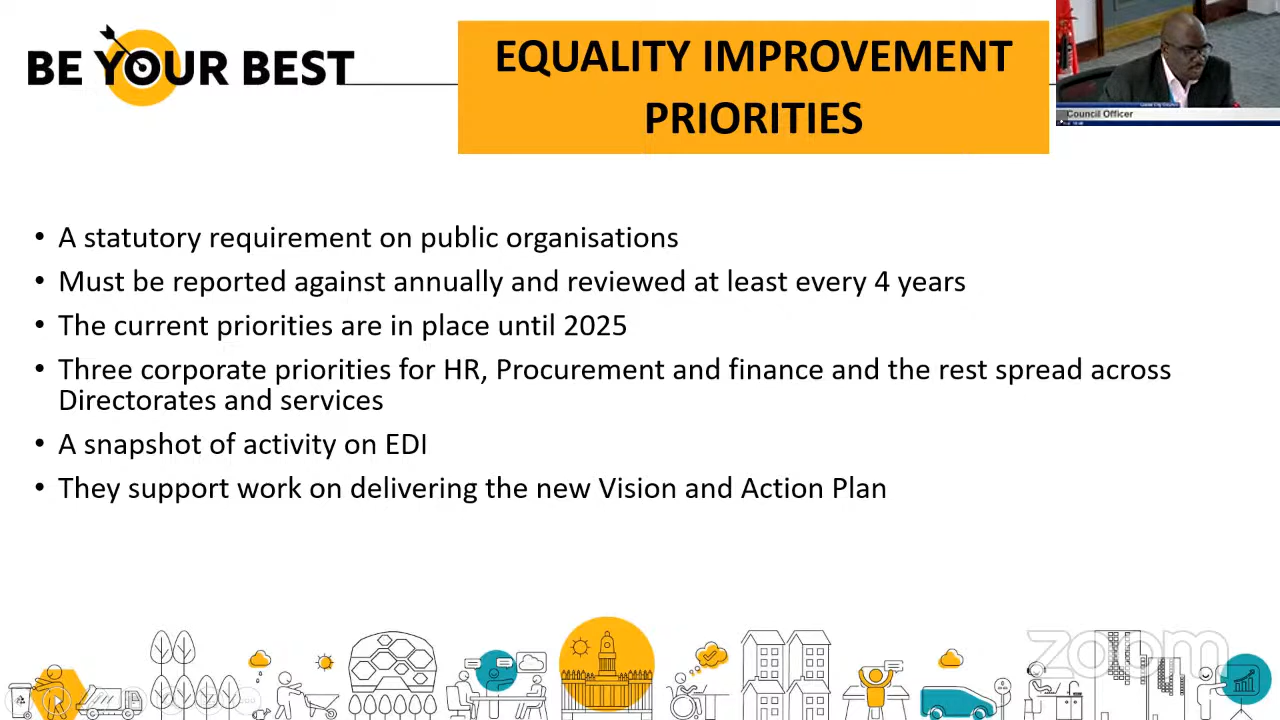 BE YOUR BEST
EQUALITY IMPROVEMENT
PRIORITIES
Council Officer
• A statutory requirement on public organisations
• Must be reported against annually and reviewed at least every 4 years
• The current priorities are in place until 2025
• Three corporate priorities for HR, Procurement and finance and the rest spread across
Directorates and services
• A snapshot of activity on EDI
• They support work on delivering the new Vision and Action Plan
zoom